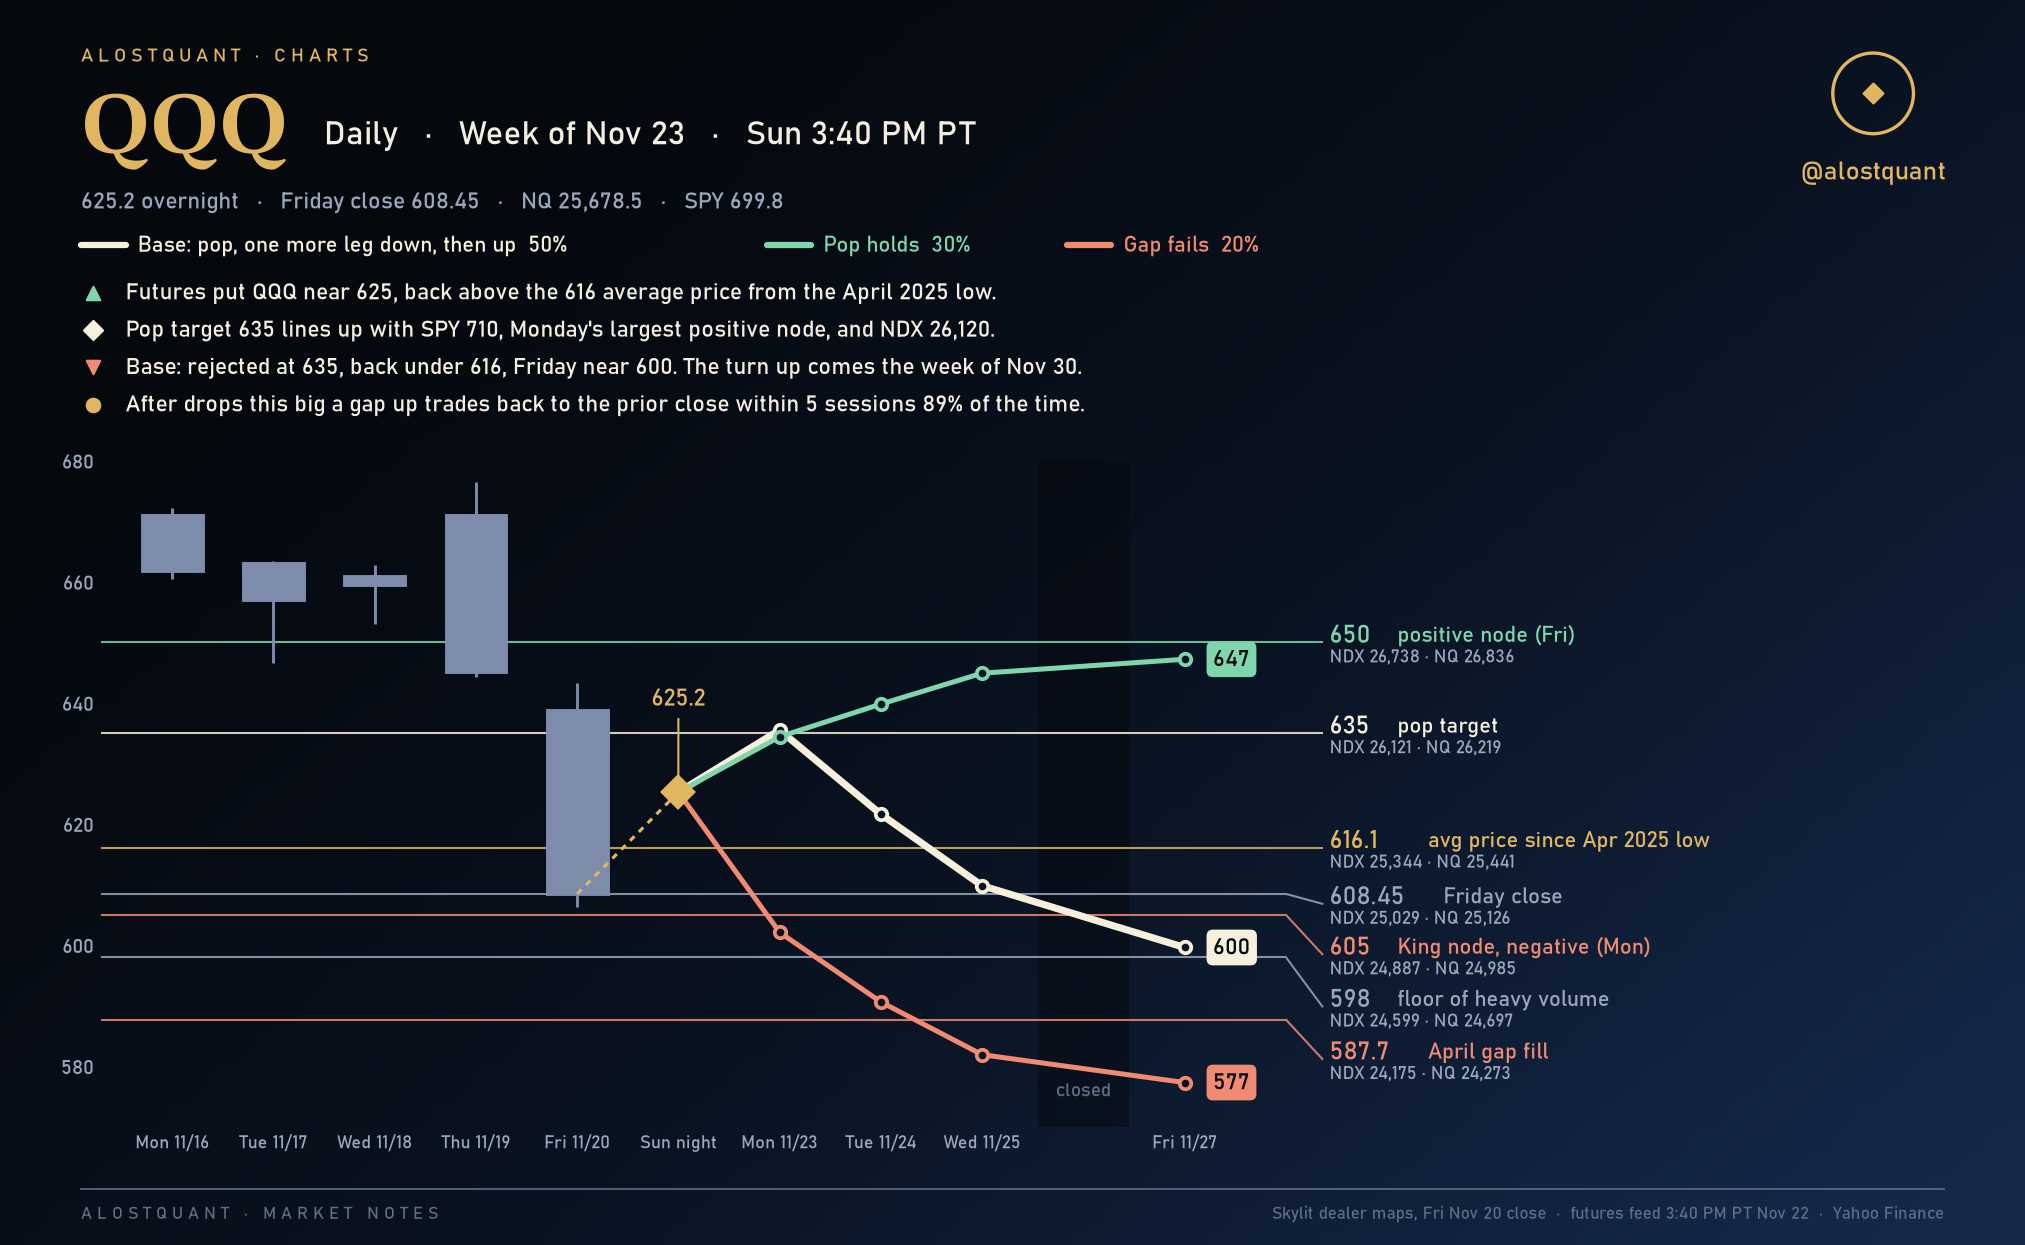 ALOSTQUANT · CHARTS
QQQ Daily · Week of Nov 23 · Sun 3:40 PM PT
@alostquant
625.2 overnight · Friday close 608.45 · NQ 25,678.5 · SPY 699.8
Base: pop, one more leg down, then up 50% Pop holds 30% Gap fails 20%
Futures put QQQ near 625, back above the 616 average price from the April 2025 low.
Pop target 635 lines up with SPY 710, Monday's largest positive node, and NDX 26,120.
Base: rejected at 635, back under 616, Friday near 600. The turn up comes the week of Nov 30.
After drops this big a gap up trades back to the prior close within 5 sessions 89% of the time.
680
660
650 positive node (Fri)
NDX 26,738 · NQ 26,836
647
640
625.2
635 pop target
NDX 26,121 · NQ 26,219
620
616.1 avg price since Apr 2025 low
NDX 25,344 · NQ 25,441
608.45 Friday close
NDX 25,029 · NQ 25,126
600
600
605 King node, negative (Mon)
NDX 24,887 · NQ 24,985
598 floor of heavy volume
NDX 24,599 · NQ 24,697
580
587.7 April gap fill
NDX 24,175 · NQ 24,273
577
closed
Mon 11/16 Tue 11/17 Wed 11/18 Thu 11/19 Fri 11/20 Sun night Mon 11/23 Tue 11/24 Wed 11/25 Fri 11/27
ALOSTQUANT · MARKET NOTES
Skylit dealer maps, Fri Nov 20 close · futures feed 3:40 PM PT Nov 22 · Yahoo Finance